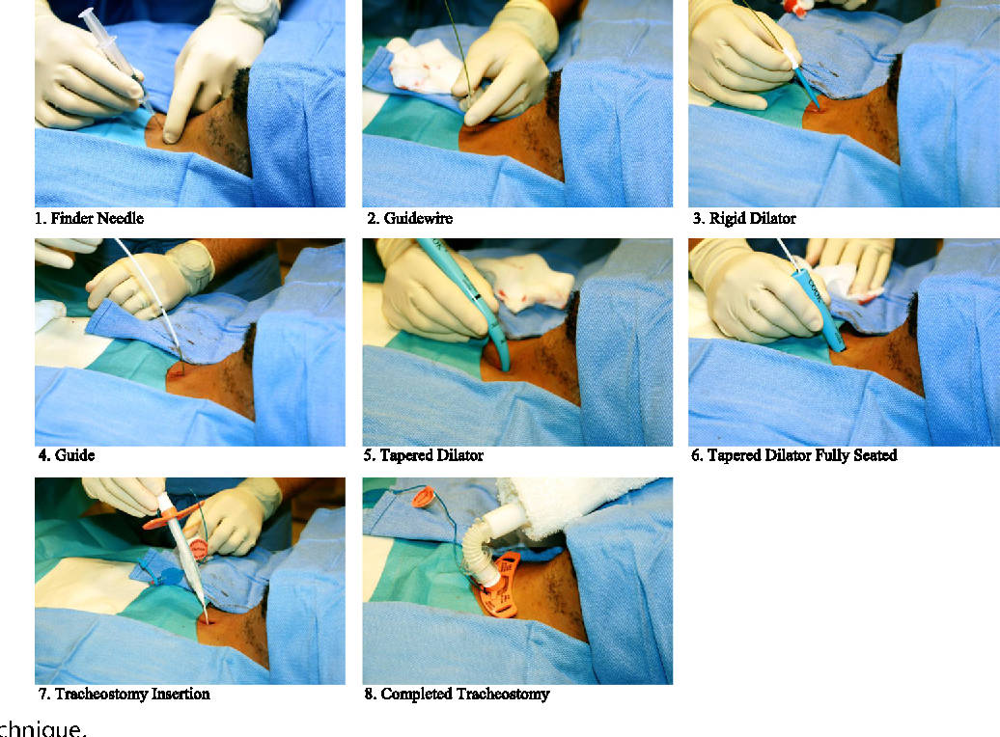 1. Finder Needle
2. Guidewire
3. Rigid Dilator
4. Guide
5. Tapered Dilator
6. Tapered Dilator Fully Seated
COOK
7. Tracheostomy Insertion
8. Completed Tracheostomy
chnique.